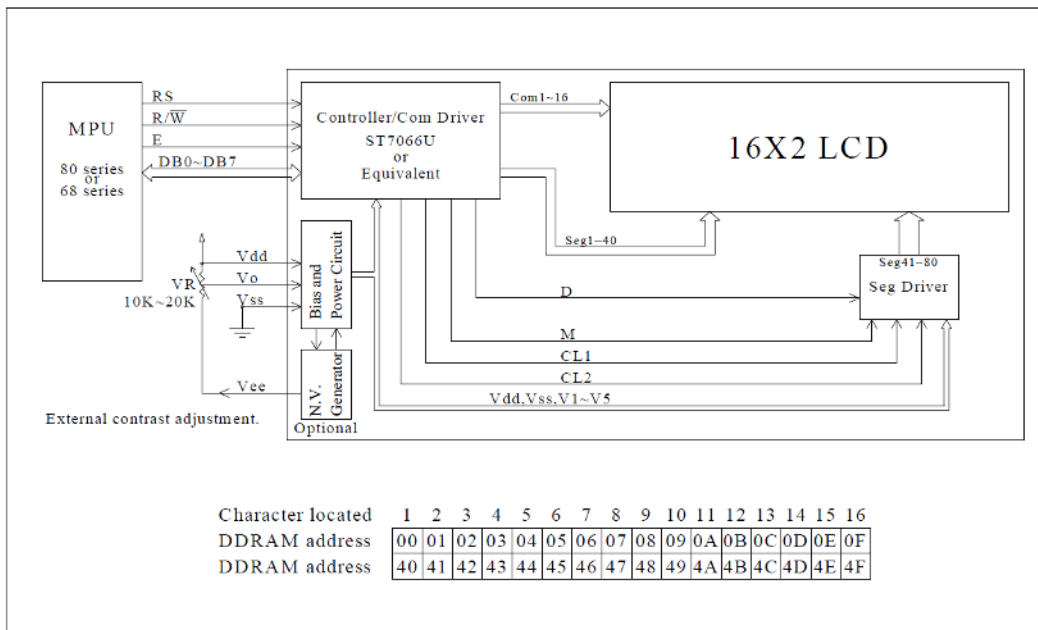 MPU
80 series
or
68 series
RS
R/W̅
E
DB0~DB7
Controller/Com Driver
ST7066U
or
Equivalent
Com1~16
16X2 LCD
Seg1~40
Seg41~80
Seg Driver
Vdd
Vo
Vss
VR
10K~20K
Bias and
Power Circuit
D
M
CL1
CL2
Vdd,Vss,V1~V5
Vee
N.V.
Generator
Optional
External contrast adjustment.
Character located 1 2 3 4 5 6 7 8 9 10 11 12 13 14 15 16
DDRAM address 00 01 02 03 04 05 06 07 08 09 0A 0B 0C 0D 0E 0F
DDRAM address 40 41 42 43 44 45 46 47 48 49 4A 4B 4C 4D 4E 4F